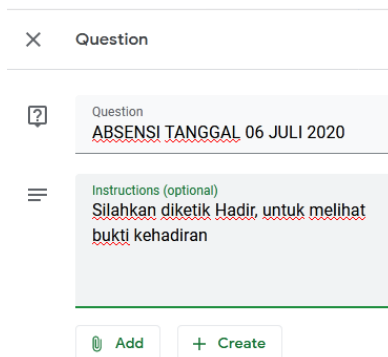 Question
Question
ABSENSI TANGGAL 06 JULI 2020
Instructions (optional)
Silahkan diketik Hadir, untuk melihat
bukti kehadiran
Add
+ Create